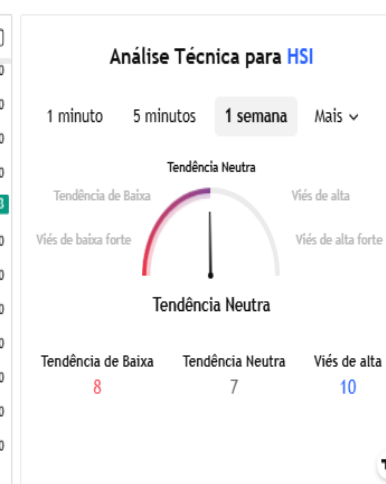 Análise Técnica para HSI
1 minuto 5 minutos 1 semana Mais
Tendência Neutra
Tendência de Baixa Viés de alta
Viés de baixa forte Viés de alta forte
Tendência Neutra
Tendência de Baixa Tendência Neutra Viés de alta
8 7 10